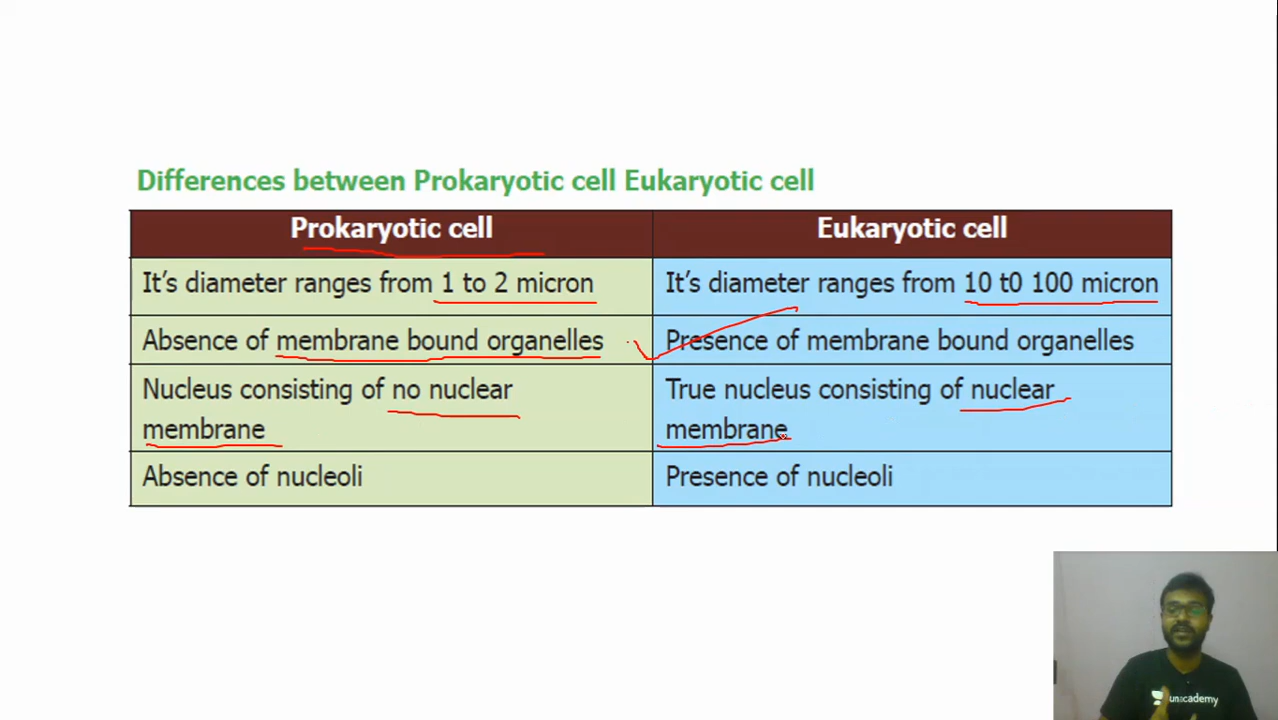 Differences between Prokaryotic cell Eukaryotic cell
Prokaryotic cell
Eukaryotic cell
It’s diameter ranges from 1 to 2 micron
It’s diameter ranges from 10 t0 100 micron
Absence of membrane bound organelles
Presence of membrane bound organelles
Nucleus consisting of no nuclear
membrane
True nucleus consisting of nuclear
membrane
Absence of nucleoli
Presence of nucleoli
unacademy